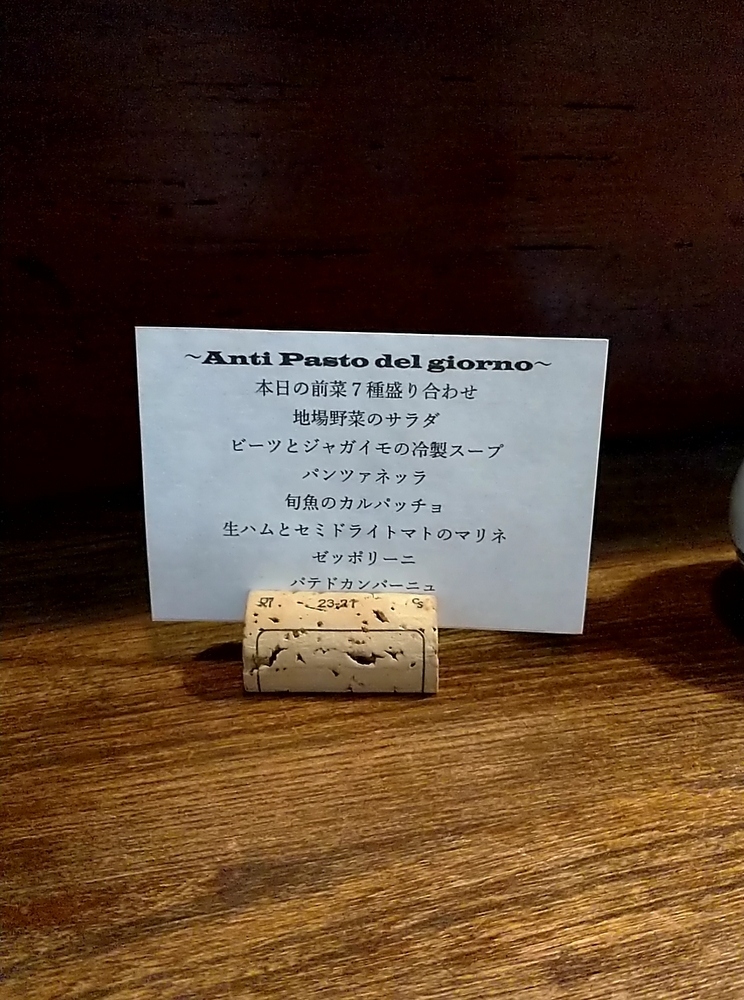 ~Anti Pasto del giorno~
本日の前菜７種盛り合わせ
地場野菜のサラダ
ビーツとジャガイモの冷製スープ
パンツァネッラ
旬魚のカルパッチョ
生ハムとセミドライトマトのマリネ
ゼッポリーニ
パテドカンパーニュ
23-21